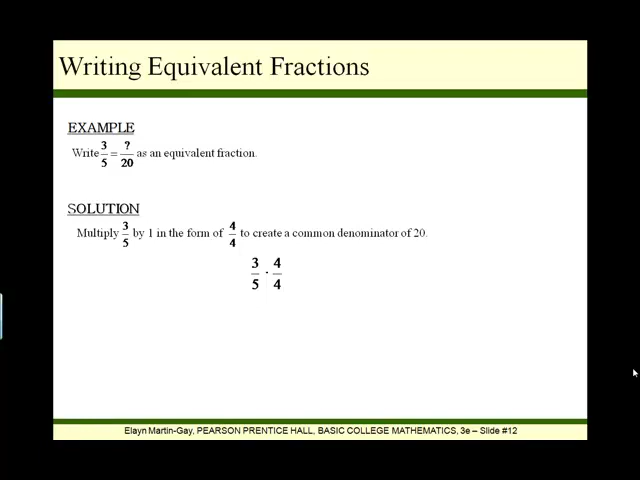 Writing Equivalent Fractions
EXAMPLE
Write 3/5 = ?/20 as an equivalent fraction.
SOLUTION
Multiply 3/5 by 1 in the form of 4/4 to create a common denominator of 20.
3/5 · 4/4
Elayn Martin-Gay, PEARSON PRENTICE HALL, BASIC COLLEGE MATHEMATICS, 3e – Slide #12